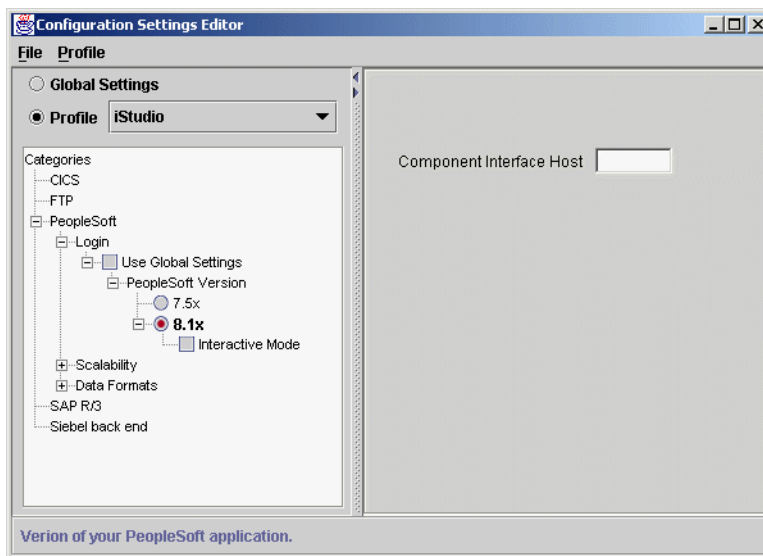 Configuration Settings Editor
File Profile
Global Settings
Profile iStudio
Categories
CICS
FTP
PeopleSoft
Login
Use Global Settings
PeopleSoft Version
7.5x
8.1x
Interactive Mode
Scalability
Data Formats
SAP R/3
Siebel back end
Component Interface Host
Verion of your PeopleSoft application.